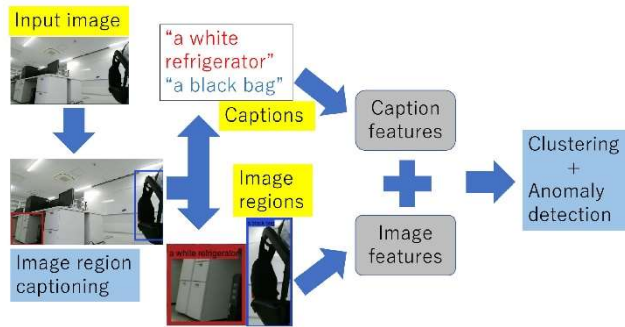 Input image
"a white
refrigerator"
"a black bag"
Captions
Caption
features
Clustering
+
Anomaly
detection
Image
regions
Image region
captioning
a white refrigerator
Image
features